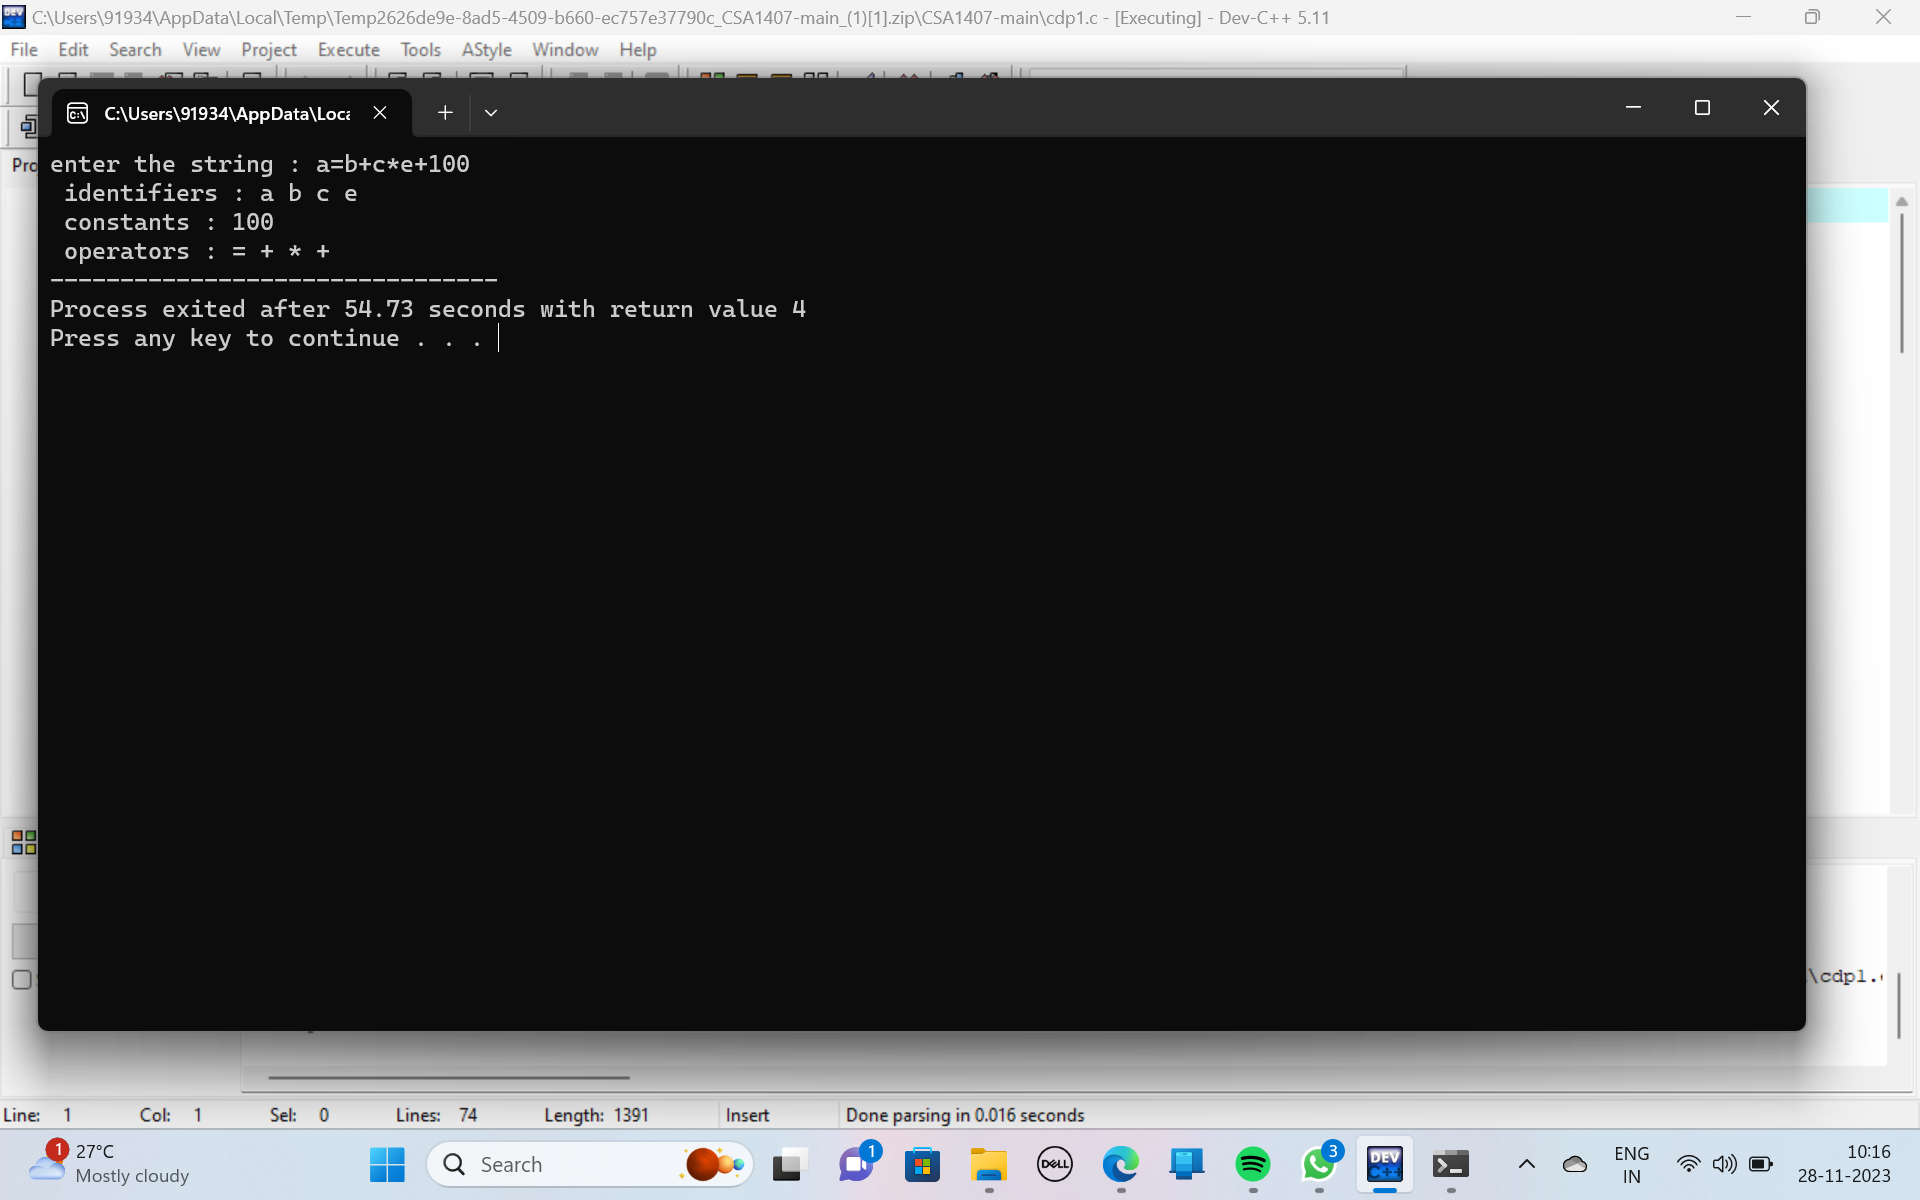 C:\Users\91934\AppData\Local\Temp\Temp2626de9e-8ad5-4509-b660-ec757e37790c_CSA1407-main_(1)[1].zip\CSA1407-main\cdp1.c - [Executing] - Dev-C++ 5.11
File Edit Search View Project Execute Tools AStyle Window Help
C:\Users\91934\AppData\Loca
Pro
enter the string : a=b+c*e+100
identifiers : a b c e
constants : 100
operators : = + * +
--------------------------------
Process exited after 54.73 seconds with return value 4
Press any key to continue . . .
\cdp1.
Line: 1 Col: 1 Sel: 0 Lines: 74 Length: 1391 Insert Done parsing in 0.016 seconds
1 27°C
Mostly cloudy
Search
1
DELL
3
DEV
C++
ENG
IN
10:16
28-11-2023